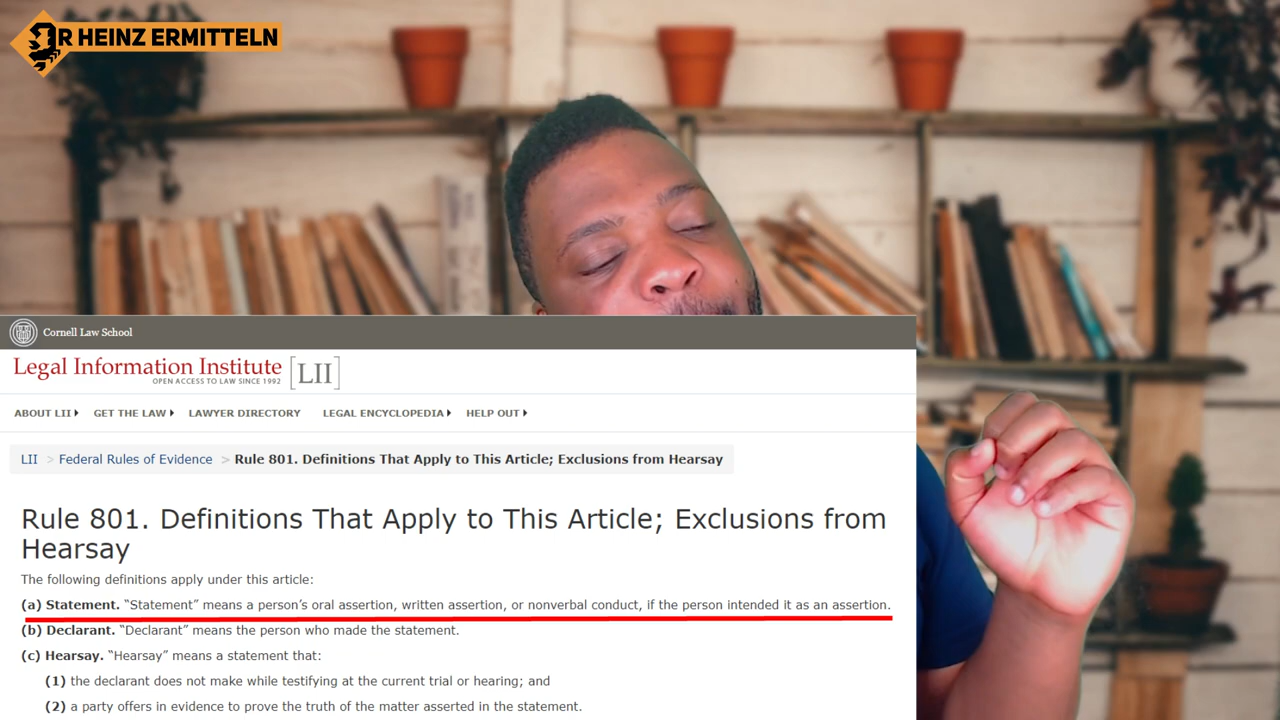 R HEINZ ERMITTELN
Cornell Law School
Legal Information Institute
OPEN ACCESS TO LAW SINCE 1992
[LII]
ABOUT LII GET THE LAW LAWYER DIRECTORY LEGAL ENCYCLOPEDIA HELP OUT
LII > Federal Rules of Evidence > Rule 801. Definitions That Apply to This Article; Exclusions from Hearsay
Rule 801. Definitions That Apply to This Article; Exclusions from
Hearsay
The following definitions apply under this article:
(a) Statement. “Statement” means a person’s oral assertion, written assertion, or nonverbal conduct, if the person intended it as an assertion.
(b) Declarant. “Declarant” means the person who made the statement.
(c) Hearsay. “Hearsay” means a statement that:
(1) the declarant does not make while testifying at the current trial or hearing; and
(2) a party offers in evidence to prove the truth of the matter asserted in the statement.